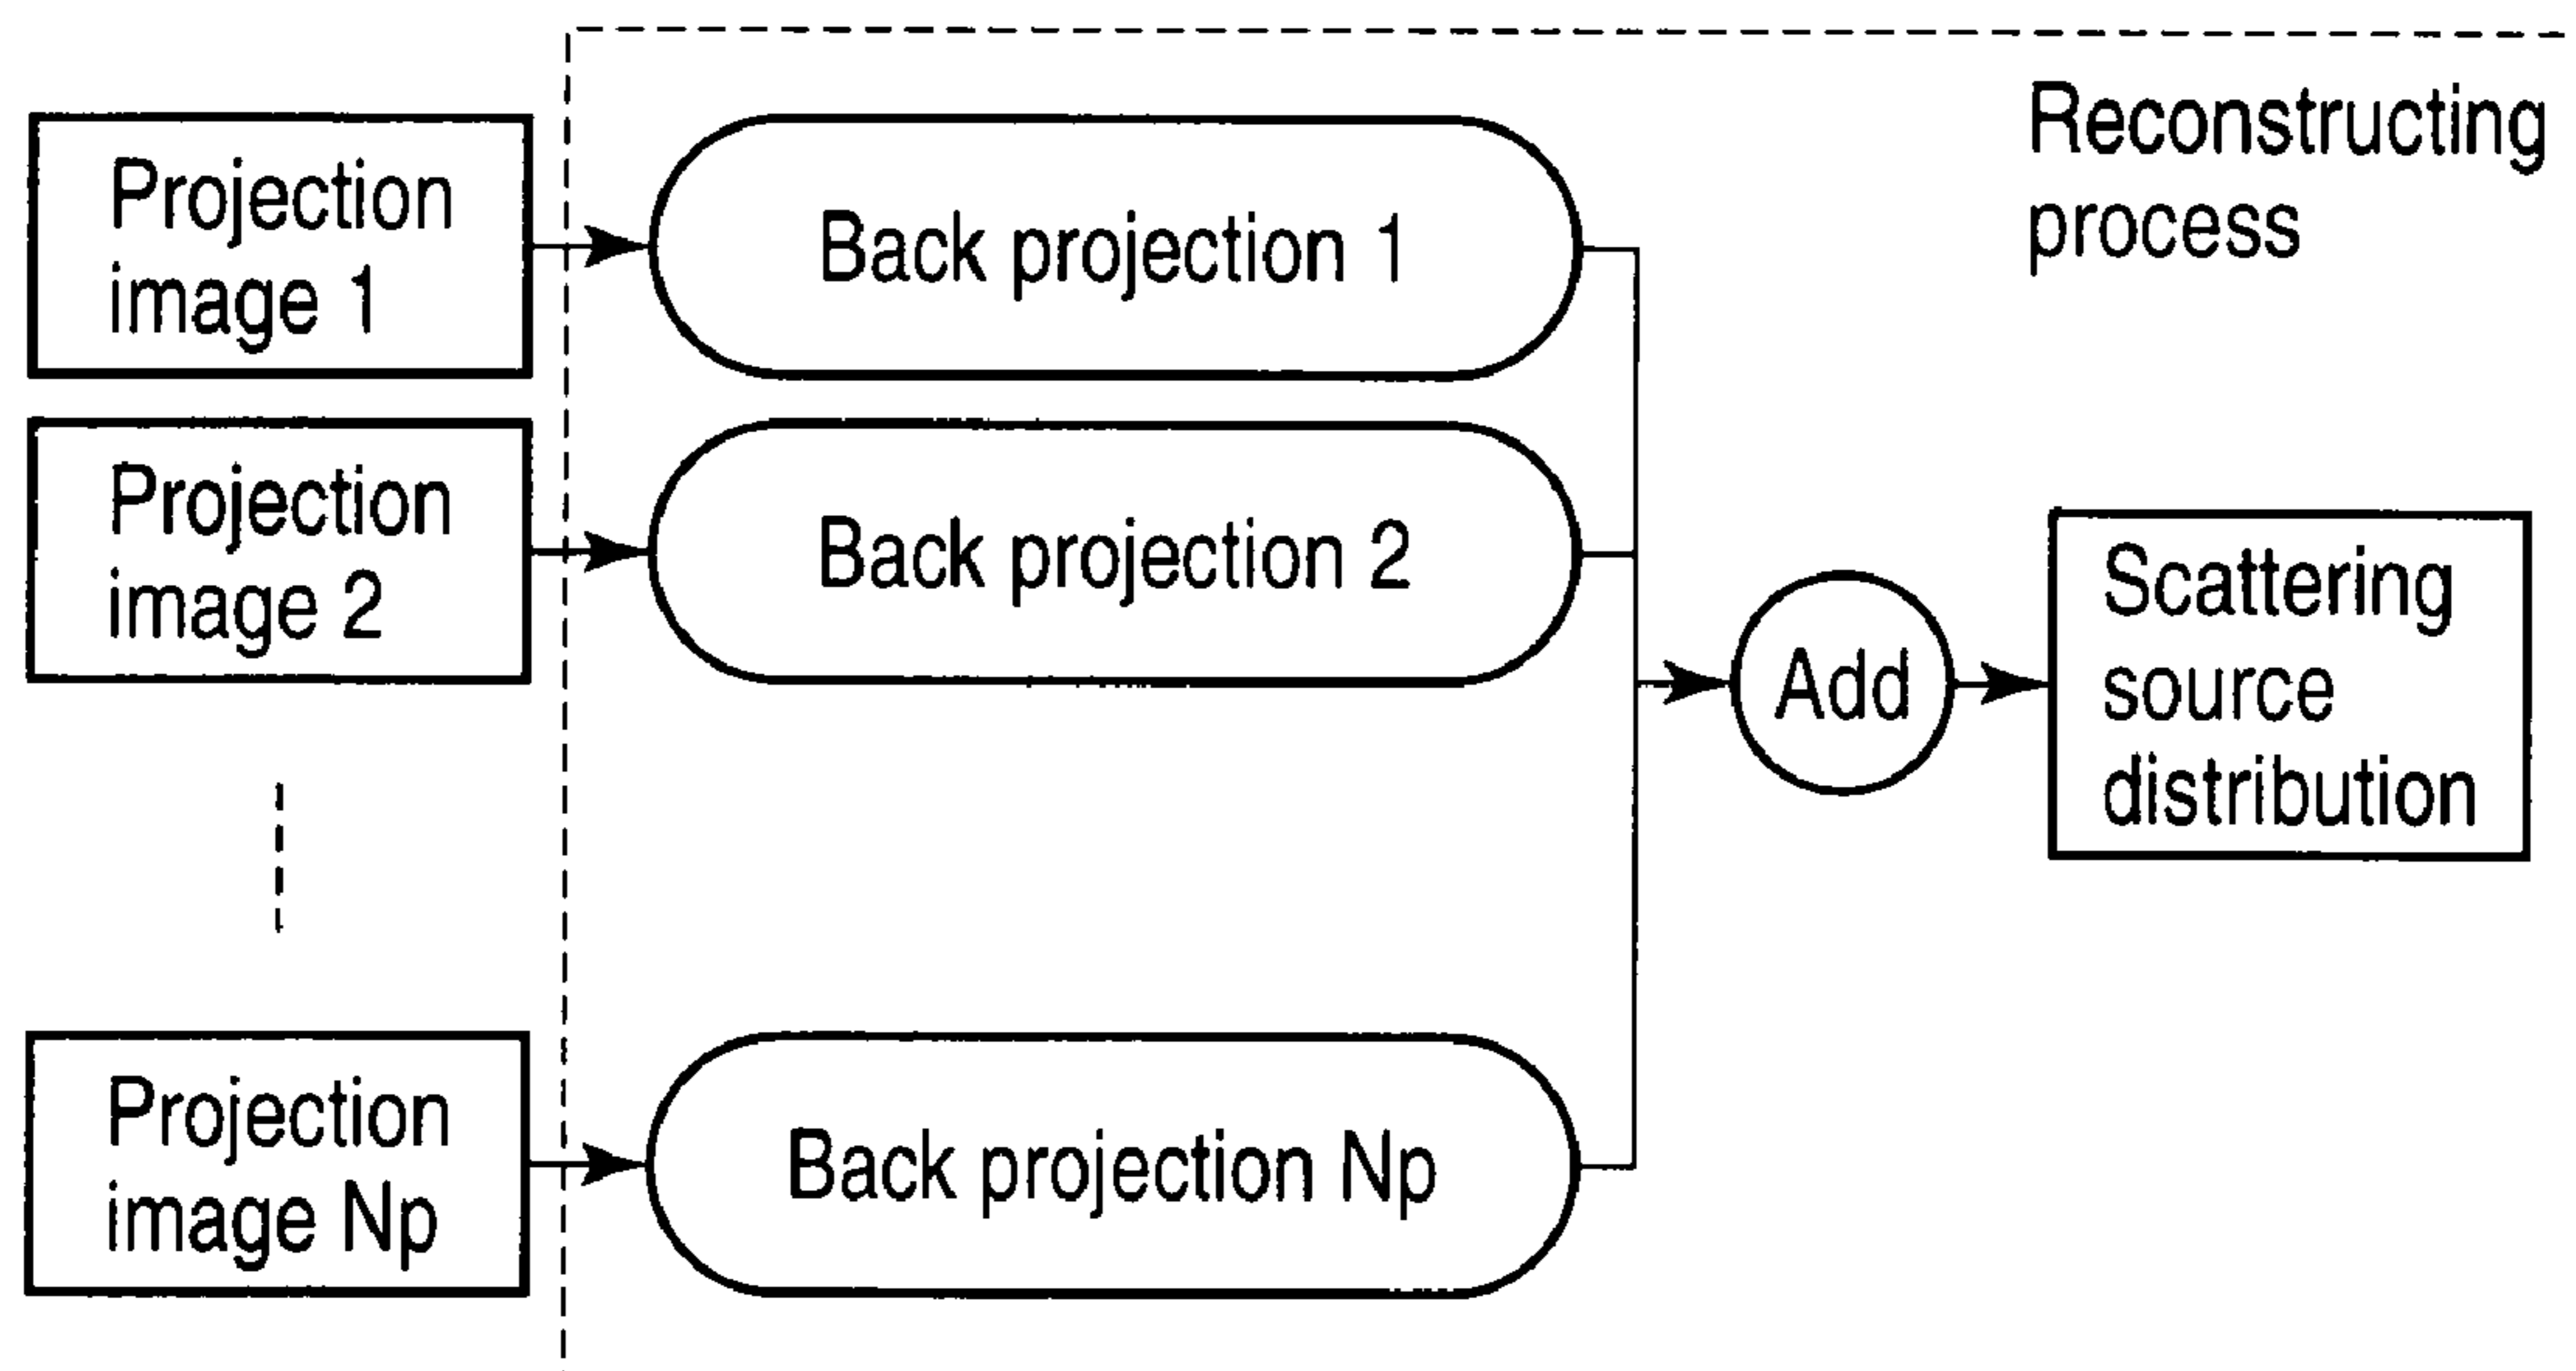 Reconstructing
process
Projection
image 1
Back projection 1
Projection
image 2
Back projection 2
Add
Scattering
source
distribution
Projection
image Np
Back projection Np